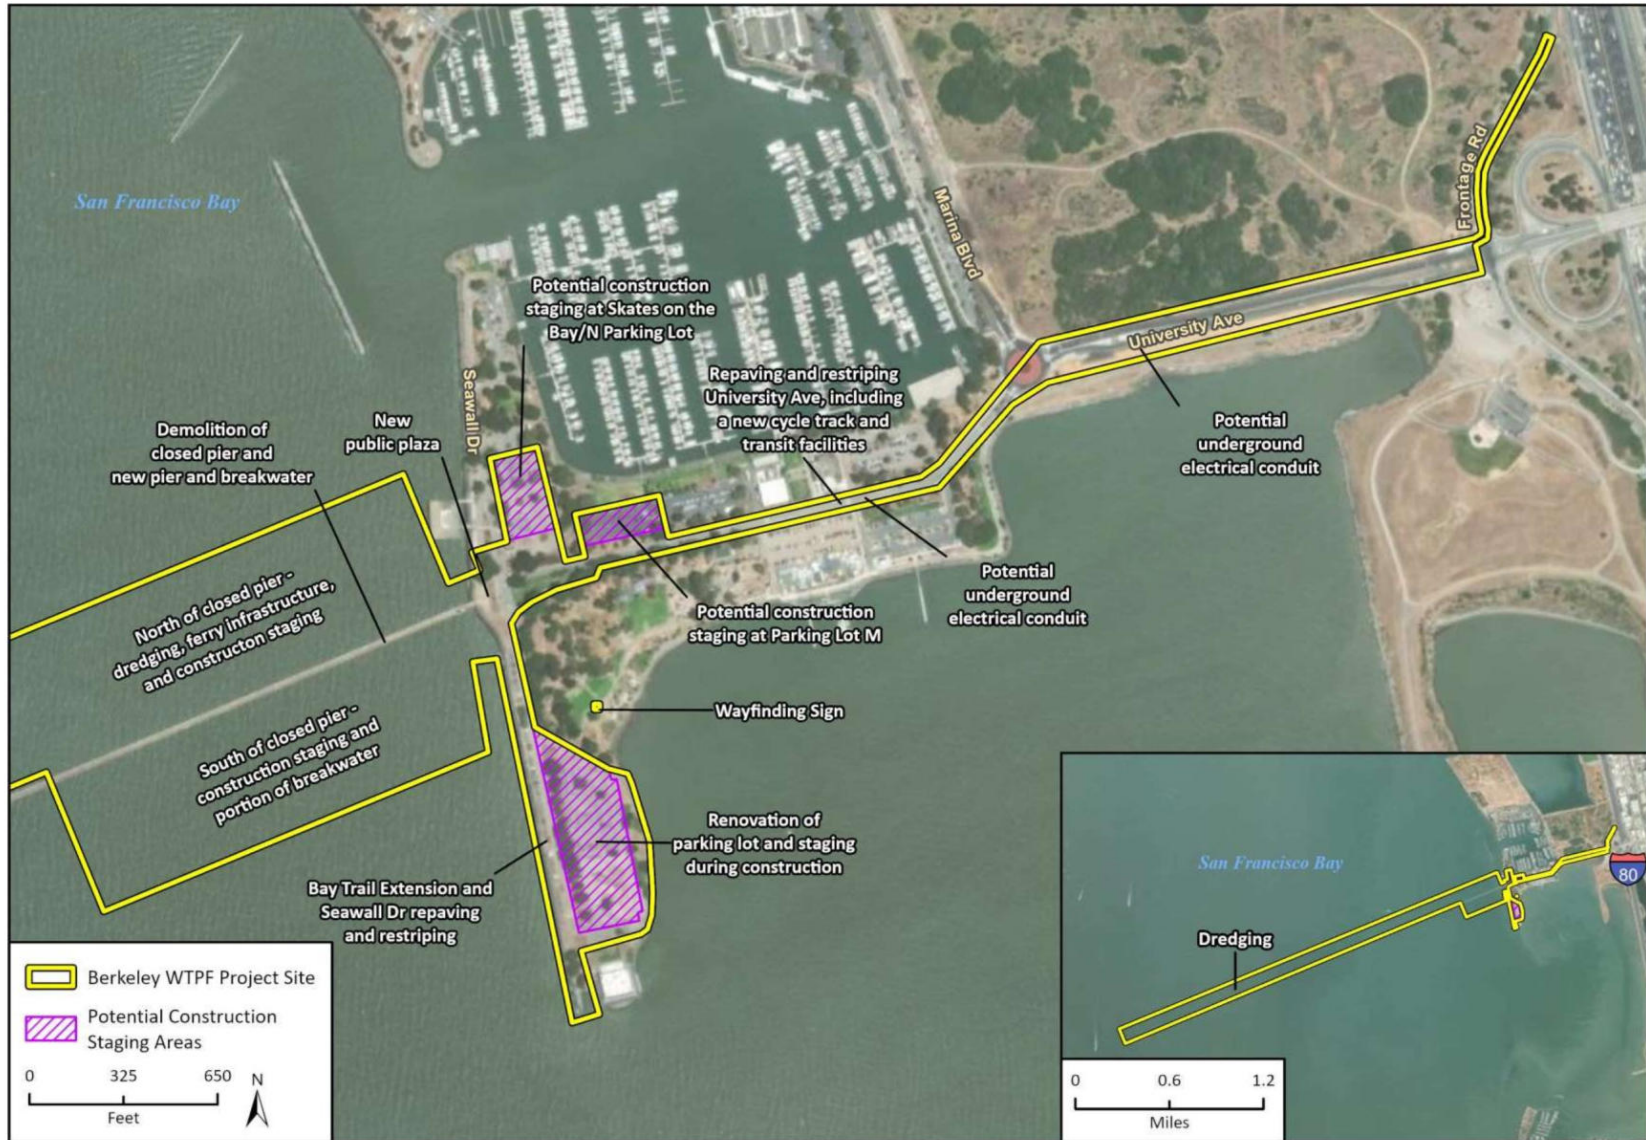 San Francisco Bay
Potential construction
staging at Skates on the
Bay/N Parking Lot
Marina Blvd
Frontage Rd
University Ave
Seawall Dr
Repaving and restriping
University Ave, including
a new cycle track and
transit facilities
Potential
underground
electrical conduit
Demolition of
closed pier and
new pier and breakwater
New
public plaza
North of closed pier -
dredging, ferry infrastructure,
and constructon staging
Potential construction
staging at Parking Lot M
Potential
underground
electrical conduit
Wayfinding Sign
South of closed pier -
construction staging and
portion of breakwater
Renovation of
parking lot and staging
during construction
Bay Trail Extension and
Seawall Dr repaving
and restriping
Berkeley WTPF Project Site
Potential Construction
Staging Areas
0 325 650
Feet
N
San Francisco Bay
80
Dredging
0 0.6 1.2
Miles